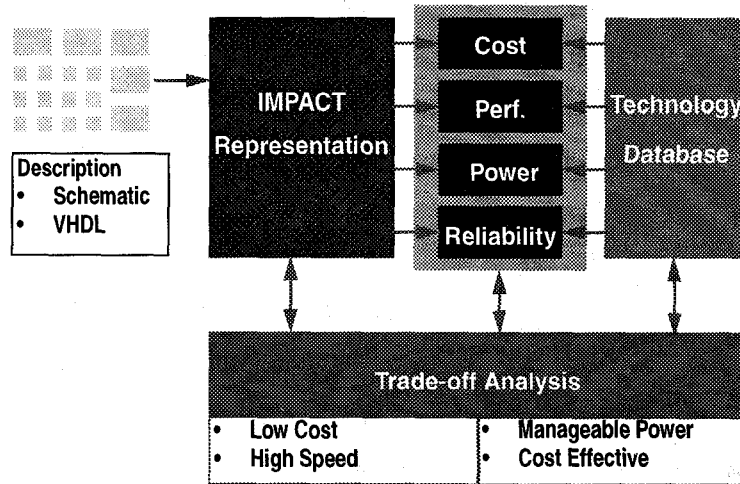 Cost
IMPACT
Representation
Perf.
Technology
Database
Power
Reliability
Description
• Schematic
• VHDL
Trade-off Analysis
• Low Cost
• High Speed
• Manageable Power
• Cost Effective